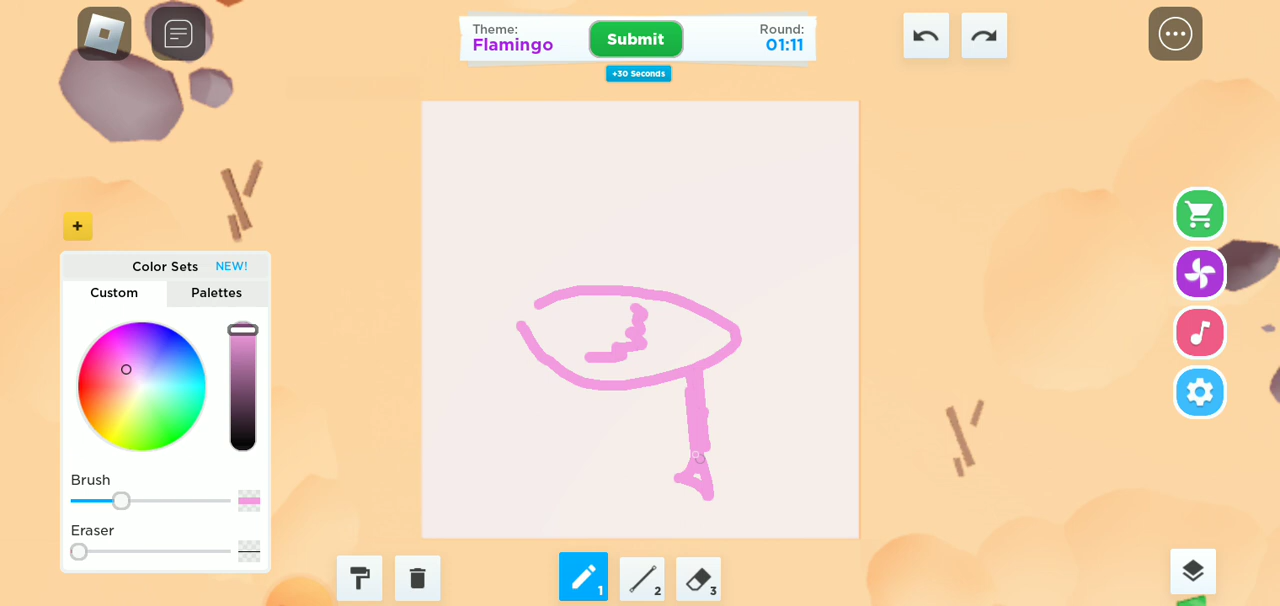 Theme:
Flamingo
Submit
Round:
01:11
+30 Seconds
+
Color Sets NEW!
Custom Palettes
Brush
Eraser
1
2
3